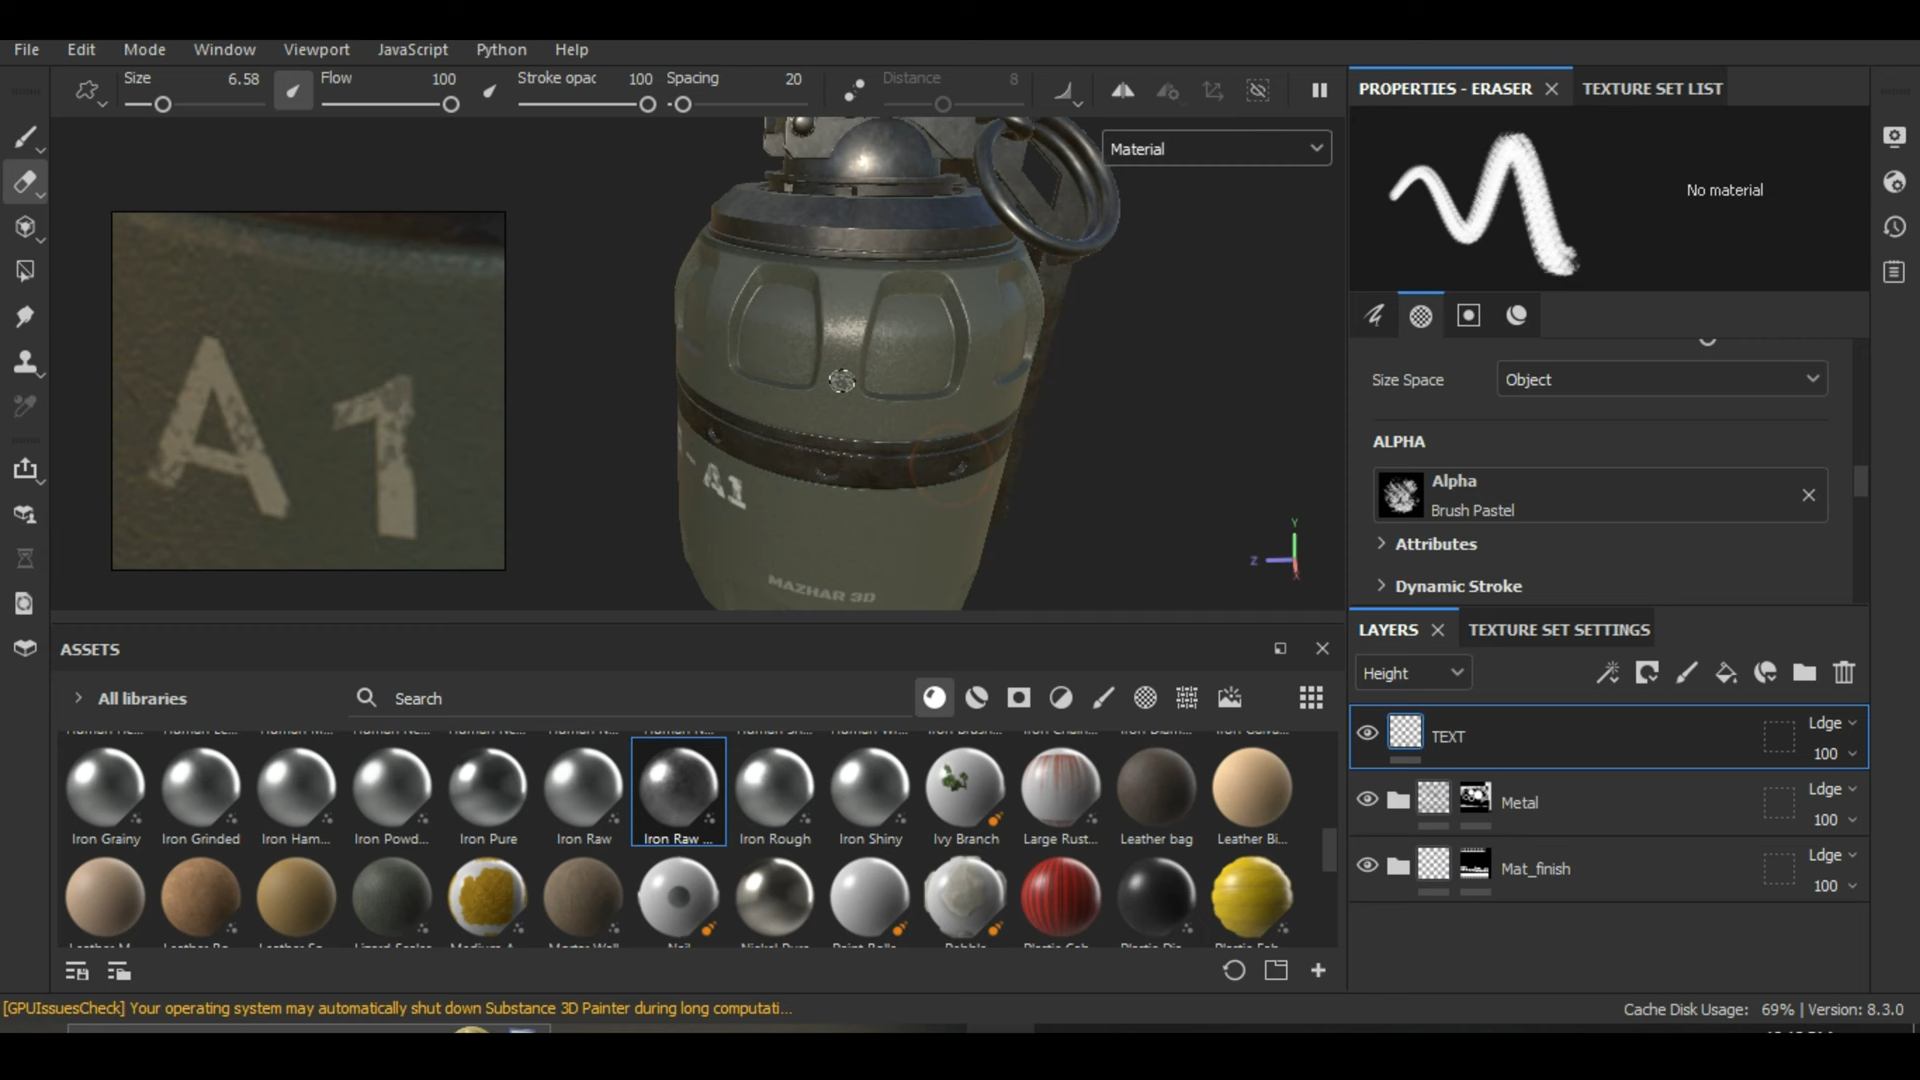 File Edit Mode Window Viewport JavaScript Python Help
Size 6.58 Flow 100 Stroke opac 100 Spacing 20 Distance 8
PROPERTIES - ERASER TEXTURE SET LIST
Material
No material
A1
Size Space Object
ALPHA
Alpha
Brush Pastel
Attributes
Dynamic Stroke
- A1
MAZHAR 3D
Y
Z
X
ASSETS
All libraries
Search
LAYERS TEXTURE SET SETTINGS
Height
TEXT Ldge 100
Metal Ldge 100
Mat_finish Ldge 100
Iron Grainy Iron Grinded Iron Ham... Iron Powd... Iron Pure Iron Raw Iron Raw ... Iron Rough Iron Shiny Ivy Branch Large Rust... Leather bag Leather Bi...
[GPUIssuesCheck] Your operating system may automatically shut down Substance 3D Painter during long computati...
Cache Disk Usage: 69% | Version: 8.3.0